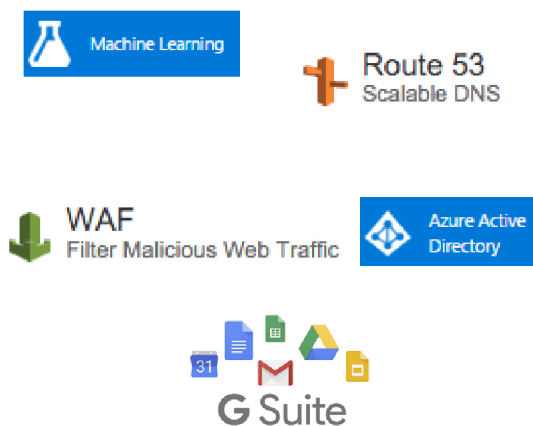 Machine Learning
Route 53
Scalable DNS
WAF
Filter Malicious Web Traffic
Azure Active
Directory
31
G Suite